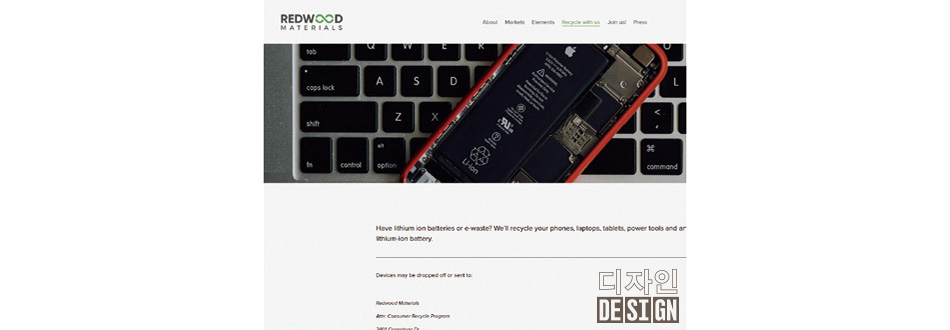 REDWOOD
MATERIALS
About Markets Elements Recycle with us Join us! Press
tab Q W E R
caps lock A S D
shift Z X
alt
fn control option
Li-ion
<
,
⌘
command
Have lithium ion batteries or e-waste? We'll recycle your phones, laptops, tablets, power tools and
lithium-ion battery.
Devices may be dropped off or sent to:
Redwood Materials
Attn: Consumer Recycle Program
디자인
DESIGN